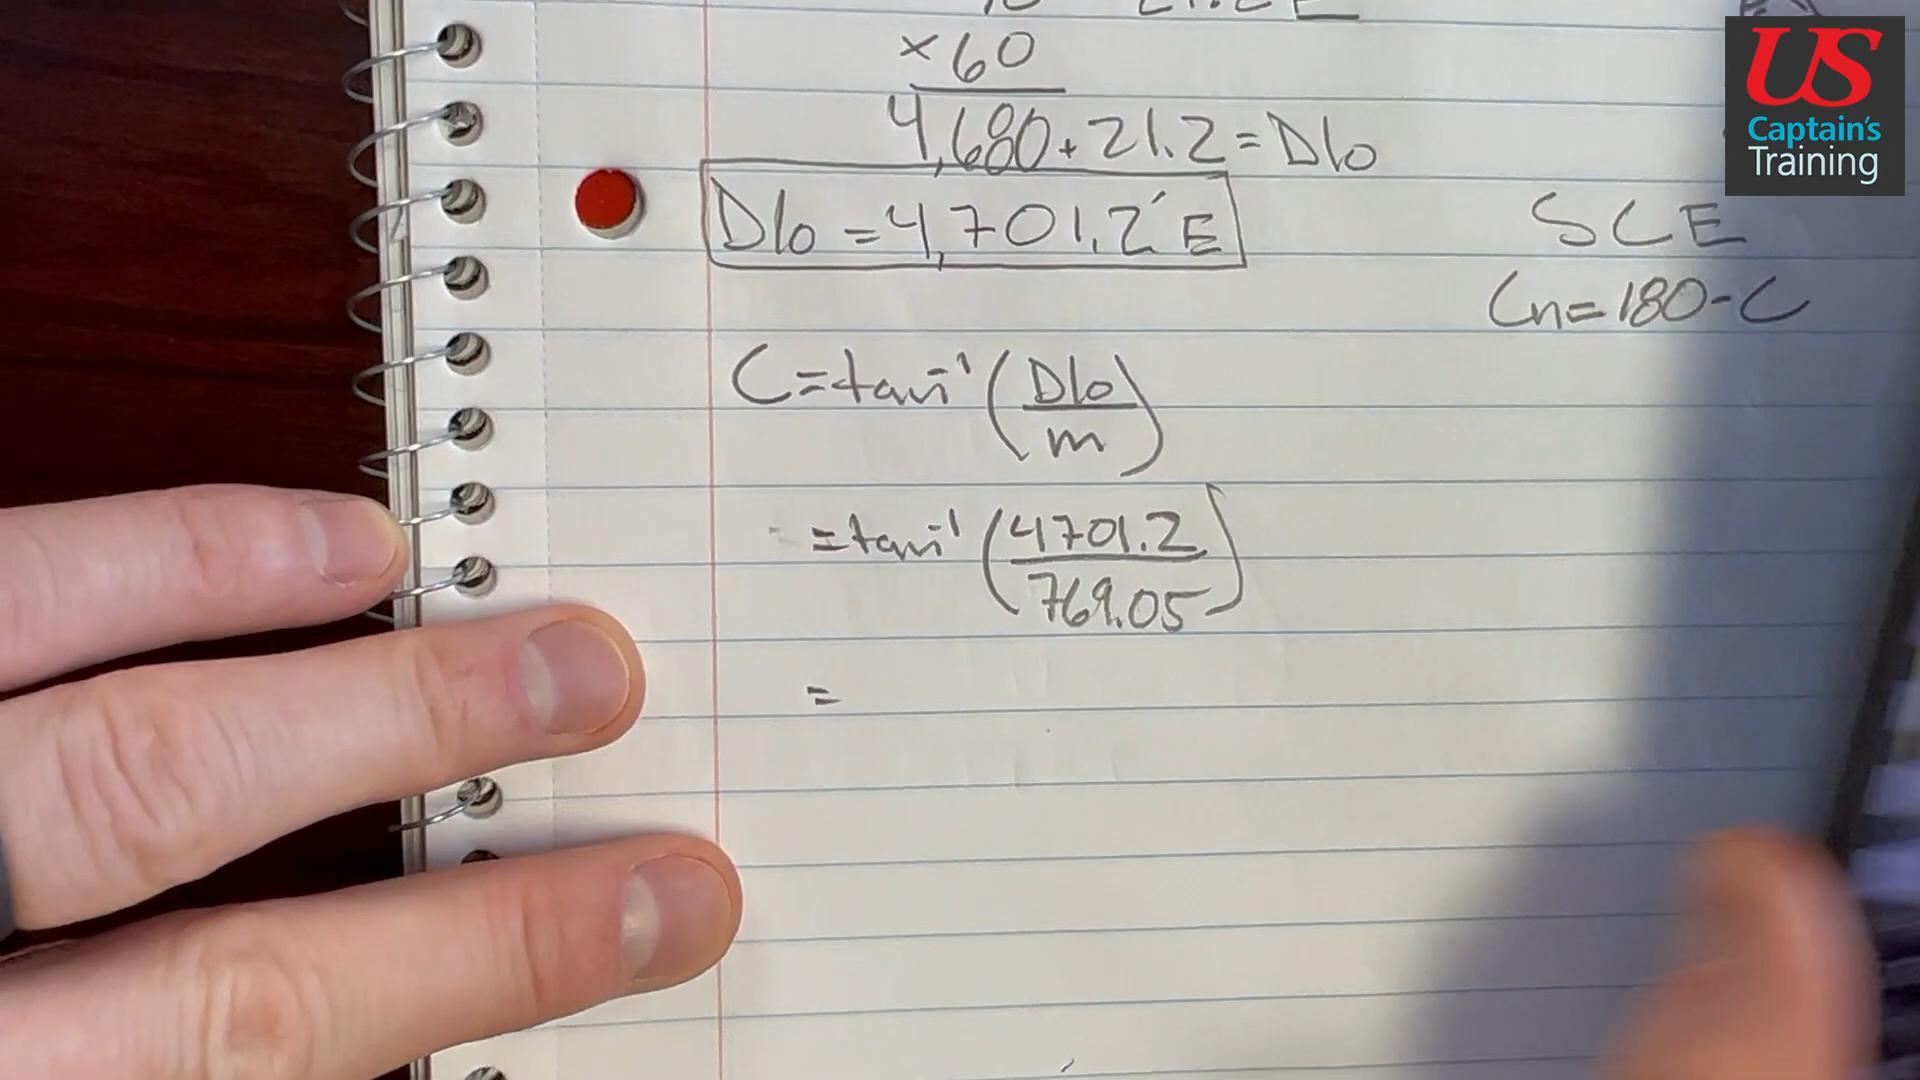 × 60
4,680 + 21.2 = Dlo
Dlo = 4,701.2' E
C = tan⁻¹ (Dlo/m)
= tan⁻¹ (4701.2/769.05)
=
S C E
Cn = 180 - C
US
Captain's
Training